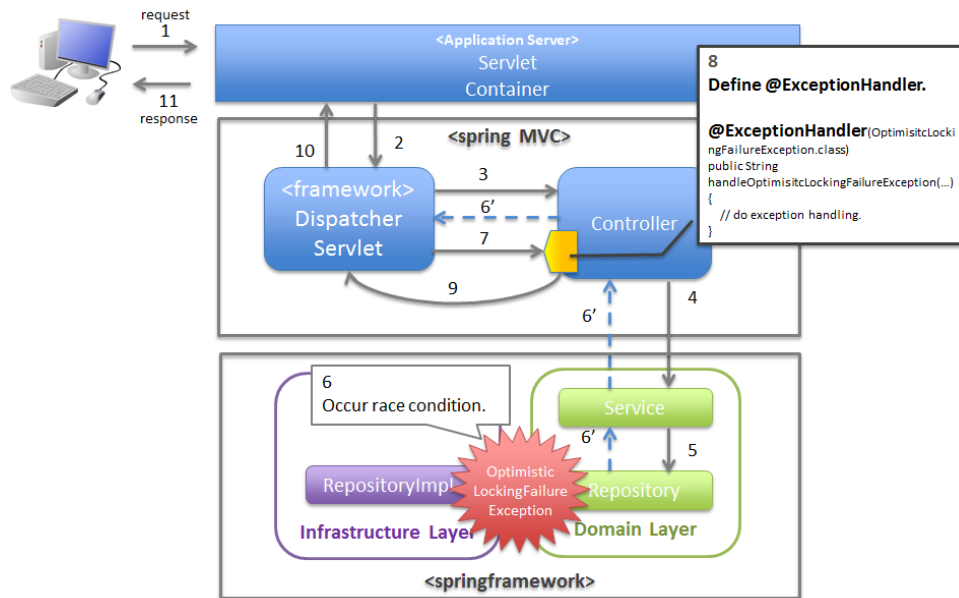 request
1
11
response
<Application Server>
Servlet
Container
8
Define @ExceptionHandler.
@ExceptionHandler(OptimisitcLocki
ngFailureException.class)
public String
handleOptimisitcLockingFailureException(...)
{
// do exception handling.
}
10
2
<spring MVC>
<framework>
Dispatcher
Servlet
3
6’
7
9
Controller
6’
4
6
Occur race condition.
Service
6’
5
RepositoryImpl
Optimistic
LockingFailure
Exception
Repository
Infrastructure Layer
Domain Layer
<springframework>